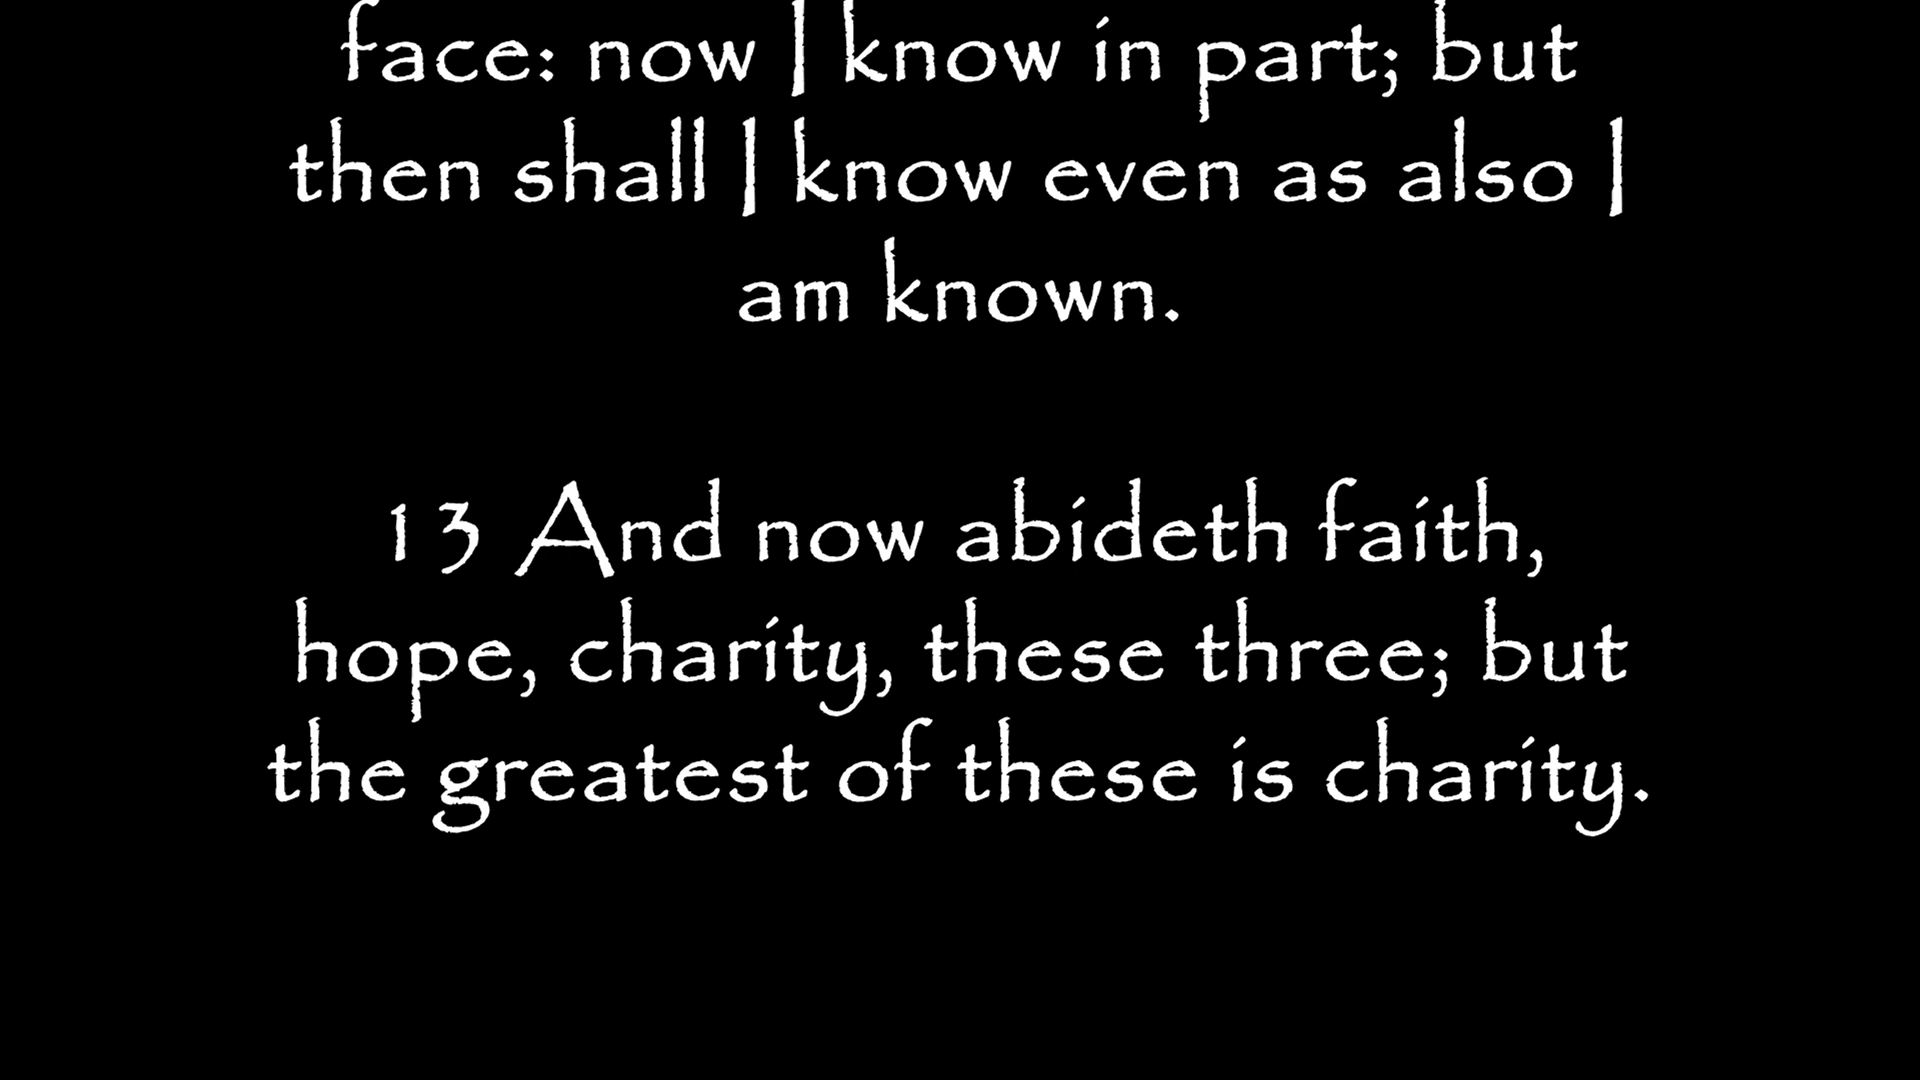 face: now I know in part; but
then shall I know even as also I
am known.
13 And now abideth faith,
hope, charity, these three; but
the greatest of these is charity.